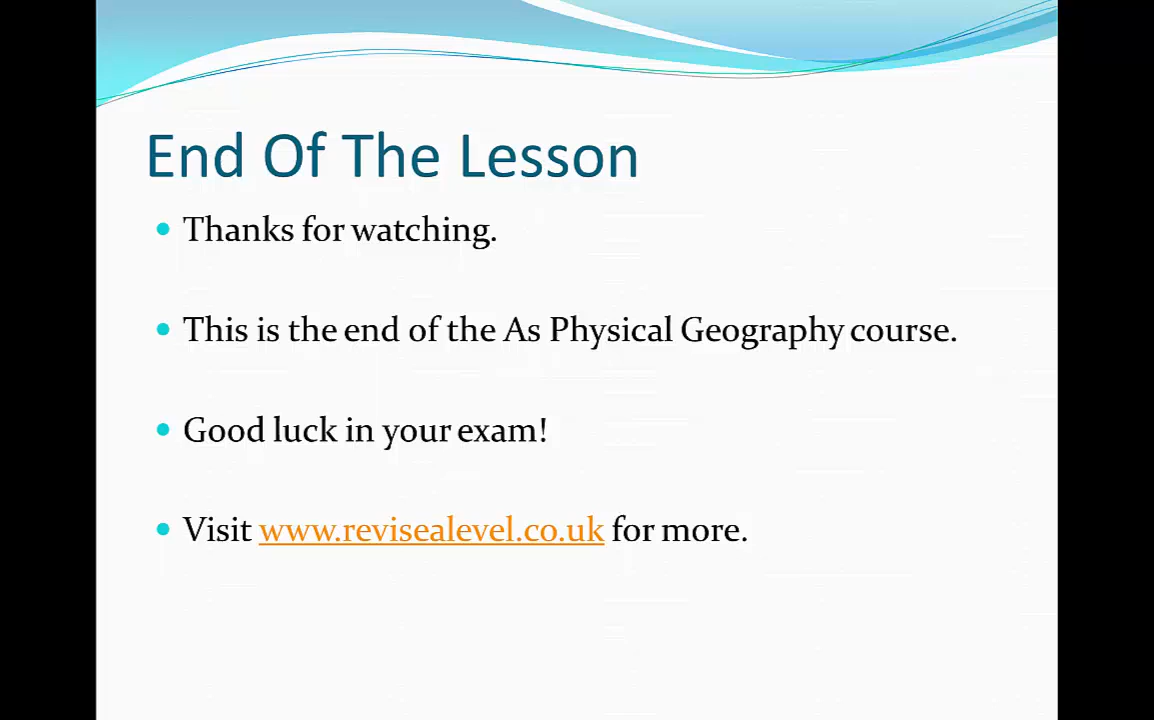 End Of The Lesson
Thanks for watching.
This is the end of the As Physical Geography course.
Good luck in your exam!
Visit www.revisealevel.co.uk for more.